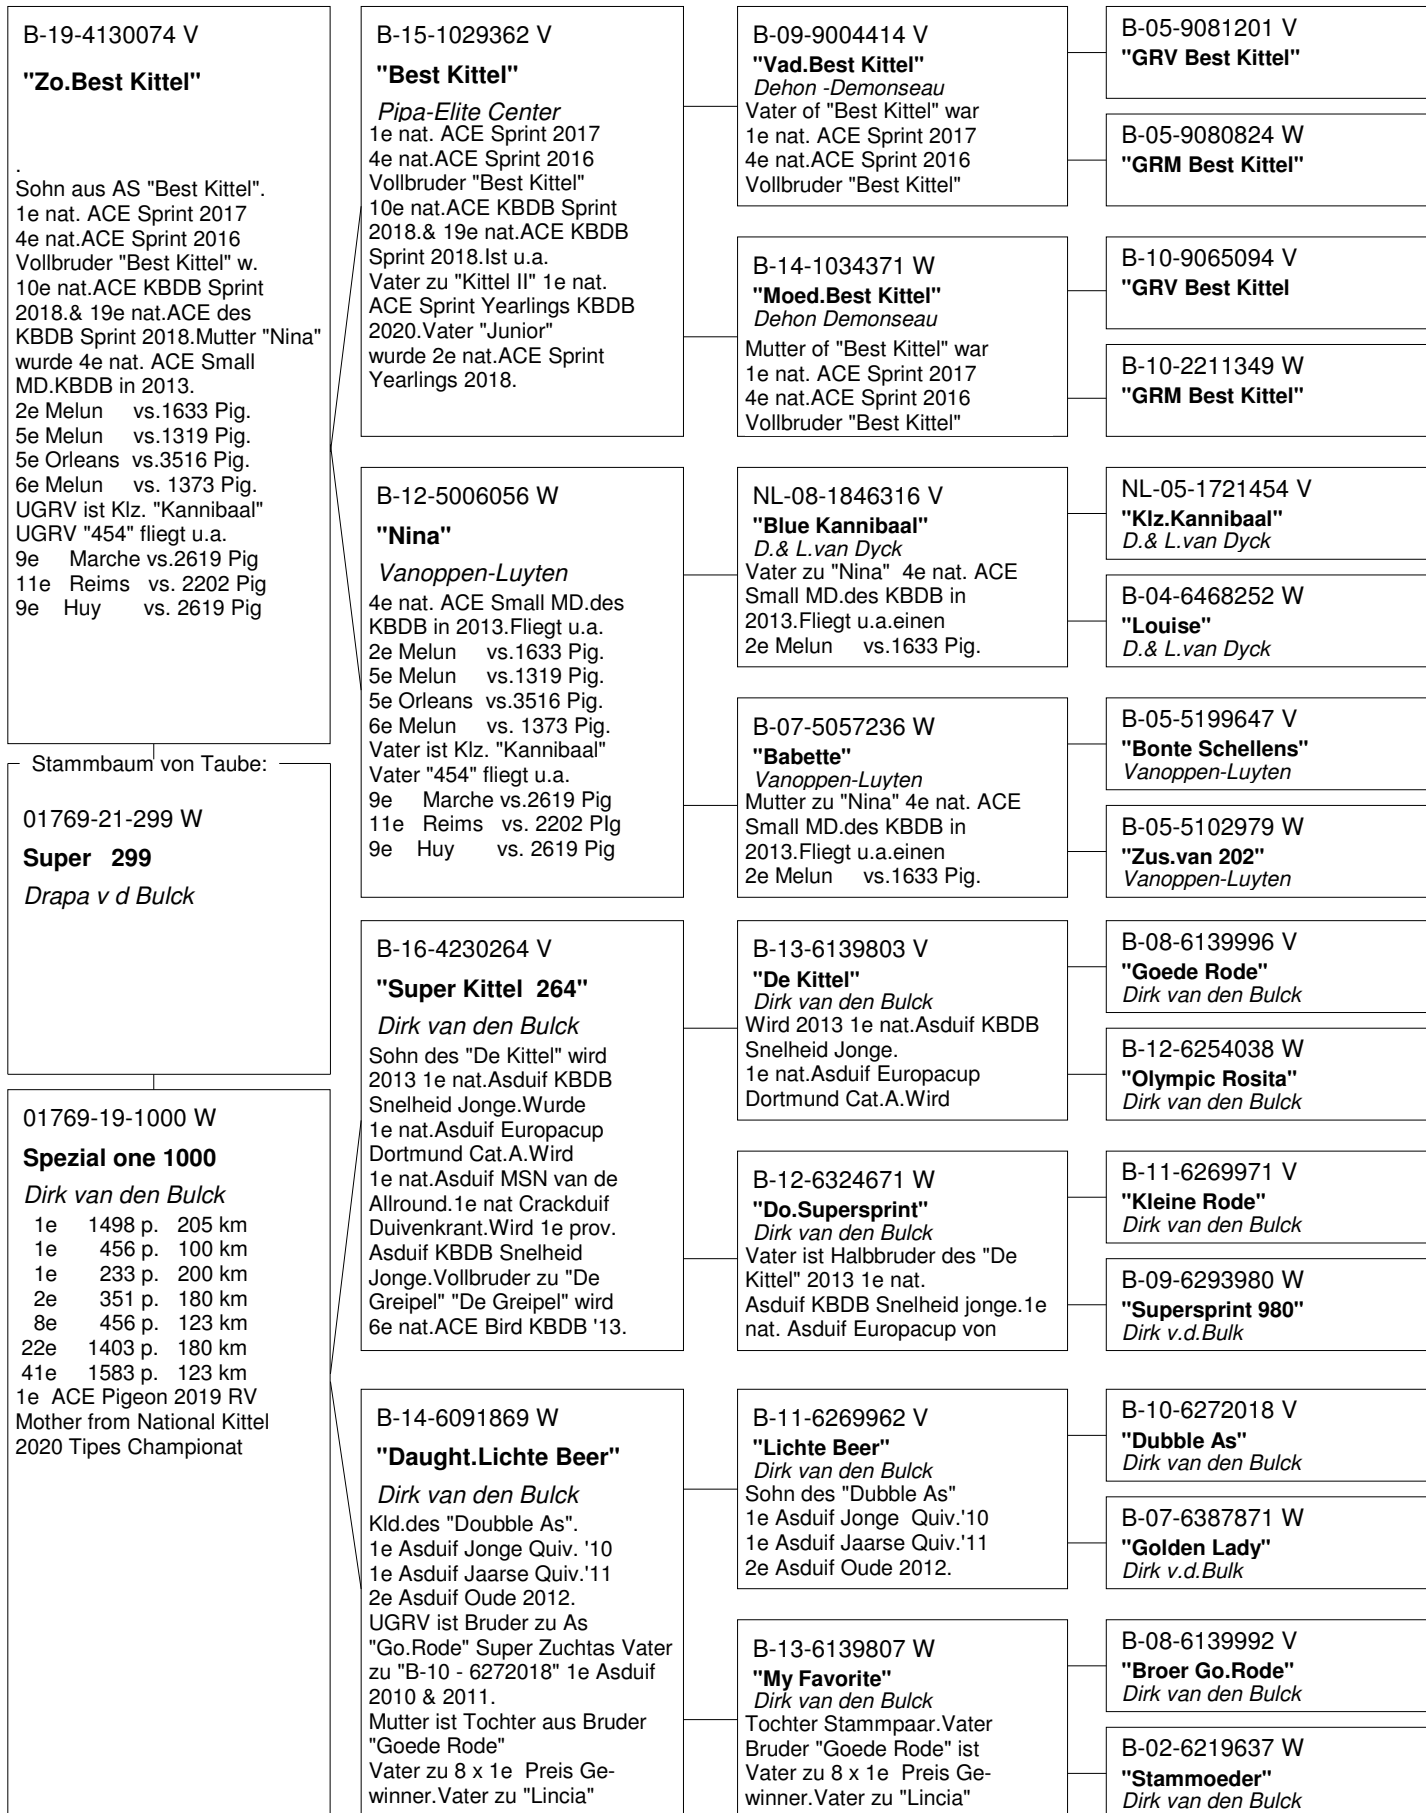 B-19-4130074 V
"Zo.Best Kittel"
.
Sohn aus AS "Best Kittel".
1e nat. ACE Sprint 2017
4e nat.ACE Sprint 2016
Vollbruder "Best Kittel" w.
10e nat.ACE KBDB Sprint
2018.& 19e nat.ACE des
KBDB Sprint 2018.Mutter "Nina"
wurde 4e nat. ACE Small
MD.KBDB in 2013.
2e Melun vs.1633 Pig.
5e Melun vs.1319 Pig.
5e Orleans vs.3516 Pig.
6e Melun vs. 1373 Pig.
UGRV ist Klz. "Kannibaal"
UGRV "454" fliegt u.a.
9e Marche vs.2619 Pig
11e Reims vs. 2202 Pig
9e Huy vs. 2619 Pig
Stammbaum von Taube:
01769-21-299 W
Super 299
Drapa v d Bulck
01769-19-1000 W
Spezial one 1000
Dirk van den Bulck
1e 1498 p. 205 km
1e 456 p. 100 km
1e 233 p. 200 km
2e 351 p. 180 km
8e 456 p. 123 km
22e 1403 p. 180 km
41e 1583 p. 123 km
1e ACE Pigeon 2019 RV
Mother from National Kittel
2020 Tipes Championat
B-15-1029362 V
"Best Kittel"
Pipa-Elite Center
1e nat. ACE Sprint 2017
4e nat.ACE Sprint 2016
Vollbruder "Best Kittel"
10e nat.ACE KBDB Sprint
2018.& 19e nat.ACE KBDB
Sprint 2018.Ist u.a.
Vater zu "Kittel II" 1e nat.
ACE Sprint Yearlings KBDB
2020.Vater "Junior"
wurde 2e nat.ACE Sprint
Yearlings 2018.
B-12-5006056 W
"Nina"
Vanoppen-Luyten
4e nat. ACE Small MD.des
KBDB in 2013.Fliegt u.a.
2e Melun vs.1633 Pig.
5e Melun vs.1319 Pig.
5e Orleans vs.3516 Pig.
6e Melun vs. 1373 Pig.
Vater ist Klz. "Kannibaal"
Vater "454" fliegt u.a.
9e Marche vs.2619 Pig
11e Reims vs. 2202 PIg
9e Huy vs. 2619 Pig
B-16-4230264 V
"Super Kittel 264"
Dirk van den Bulck
Sohn des "De Kittel" wird
2013 1e nat.Asduif KBDB
Snelheid Jonge.Wurde
1e nat.Asduif Europacup
Dortmund Cat.A.Wird
1e nat.Asduif MSN van de
Allround.1e nat Crackduif
Duivenkrant.Wird 1e prov.
Asduif KBDB Snelheid
Jonge.Vollbruder zu "De
Greipel" "De Greipel" wird
6e nat.ACE Bird KBDB '13.
B-14-6091869 W
"Daught.Lichte Beer"
Dirk van den Bulck
Kld.des "Doubble As".
1e Asduif Jonge Quiv. '10
1e Asduif Jaarse Quiv.'11
2e Asduif Oude 2012.
UGRV ist Bruder zu As
"Go.Rode" Super Zuchtas Vater
zu "B-10 - 6272018" 1e Asduif
2010 & 2011.
Mutter ist Tochter aus Bruder
"Goede Rode"
Vater zu 8 x 1e Preis Ge-
winner.Vater zu "Lincia"
B-09-9004414 V
"Vad.Best Kittel"
Dehon -Demonseau
Vater of "Best Kittel" war
1e nat. ACE Sprint 2017
4e nat.ACE Sprint 2016
Vollbruder "Best Kittel"
B-14-1034371 W
"Moed.Best Kittel"
Dehon Demonseau
Mutter of "Best Kittel" war
1e nat. ACE Sprint 2017
4e nat.ACE Sprint 2016
Vollbruder "Best Kittel"
NL-08-1846316 V
"Blue Kannibaal"
D.& L.van Dyck
Vater zu "Nina" 4e nat. ACE
Small MD.des KBDB in
2013.Fliegt u.a.einen
2e Melun vs.1633 Pig.
B-07-5057236 W
"Babette"
Vanoppen-Luyten
Mutter zu "Nina" 4e nat. ACE
Small MD.des KBDB in
2013.Fliegt u.a.einen
2e Melun vs.1633 Pig.
B-13-6139803 V
"De Kittel"
Dirk van den Bulck
Wird 2013 1e nat.Asduif KBDB
Snelheid Jonge.
1e nat.Asduif Europacup
Dortmund Cat.A.Wird
B-12-6324671 W
"Do.Supersprint"
Dirk van den Bulck
Vater ist Halbbruder des "De
Kittel" 2013 1e nat.
Asduif KBDB Snelheid jonge.1e
nat. Asduif Europacup von
B-11-6269962 V
"Lichte Beer"
Dirk van den Bulck
Sohn des "Dubble As"
1e Asduif Jonge Quiv.'10
1e Asduif Jaarse Quiv.'11
2e Asduif Oude 2012.
B-13-6139807 W
"My Favorite"
Dirk van den Bulck
Tochter Stammpaar.Vater
Bruder "Goede Rode" ist
Vater zu 8 x 1e Preis Ge-
winner.Vater zu "Lincia"
B-05-9081201 V
"GRV Best Kittel"
B-05-9080824 W
"GRM Best Kittel"
B-10-9065094 V
"GRV Best Kittel
B-10-2211349 W
"GRM Best Kittel"
NL-05-1721454 V
"Klz.Kannibaal"
D.& L.van Dyck
B-04-6468252 W
"Louise"
D.& L.van Dyck
B-05-5199647 V
"Bonte Schellens"
Vanoppen-Luyten
B-05-5102979 W
"Zus.van 202"
Vanoppen-Luyten
B-08-6139996 V
"Goede Rode"
Dirk van den Bulck
B-12-6254038 W
"Olympic Rosita"
Dirk van den Bulck
B-11-6269971 V
"Kleine Rode"
Dirk van den Bulck
B-09-6293980 W
"Supersprint 980"
Dirk v.d.Bulk
B-10-6272018 V
"Dubble As"
Dirk van den Bulck
B-07-6387871 W
"Golden Lady"
Dirk v.d.Bulk
B-08-6139992 V
"Broer Go.Rode"
Dirk van den Bulck
B-02-6219637 W
"Stammoeder"
Dirk van den Bulck